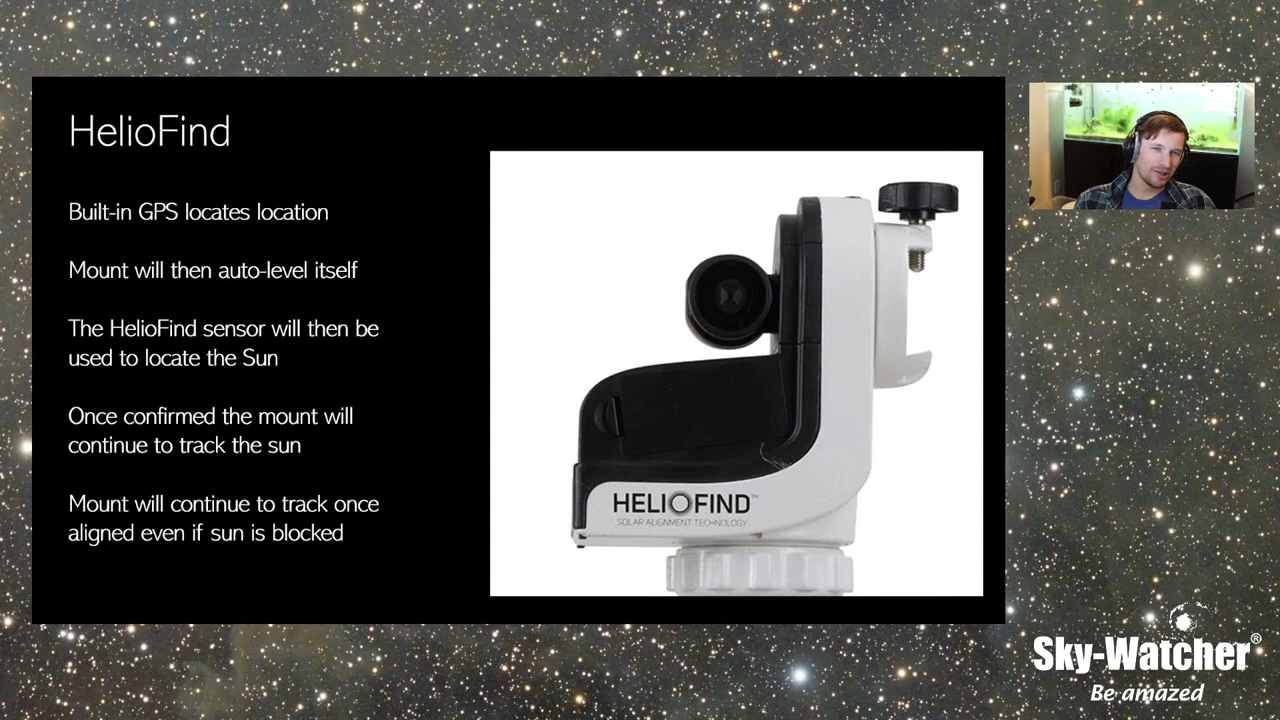 HelioFind
Built-in GPS locates location
Mount will then auto-level itself
The HelioFind sensor will then be
used to locate the Sun
Once confirmed the mount will
continue to track the sun
Mount will continue to track once
aligned even if sun is blocked
HELIOFIND™
SOLAR ALIGNMENT TECHNOLOGY
Sky-Watcher®
Be amazed